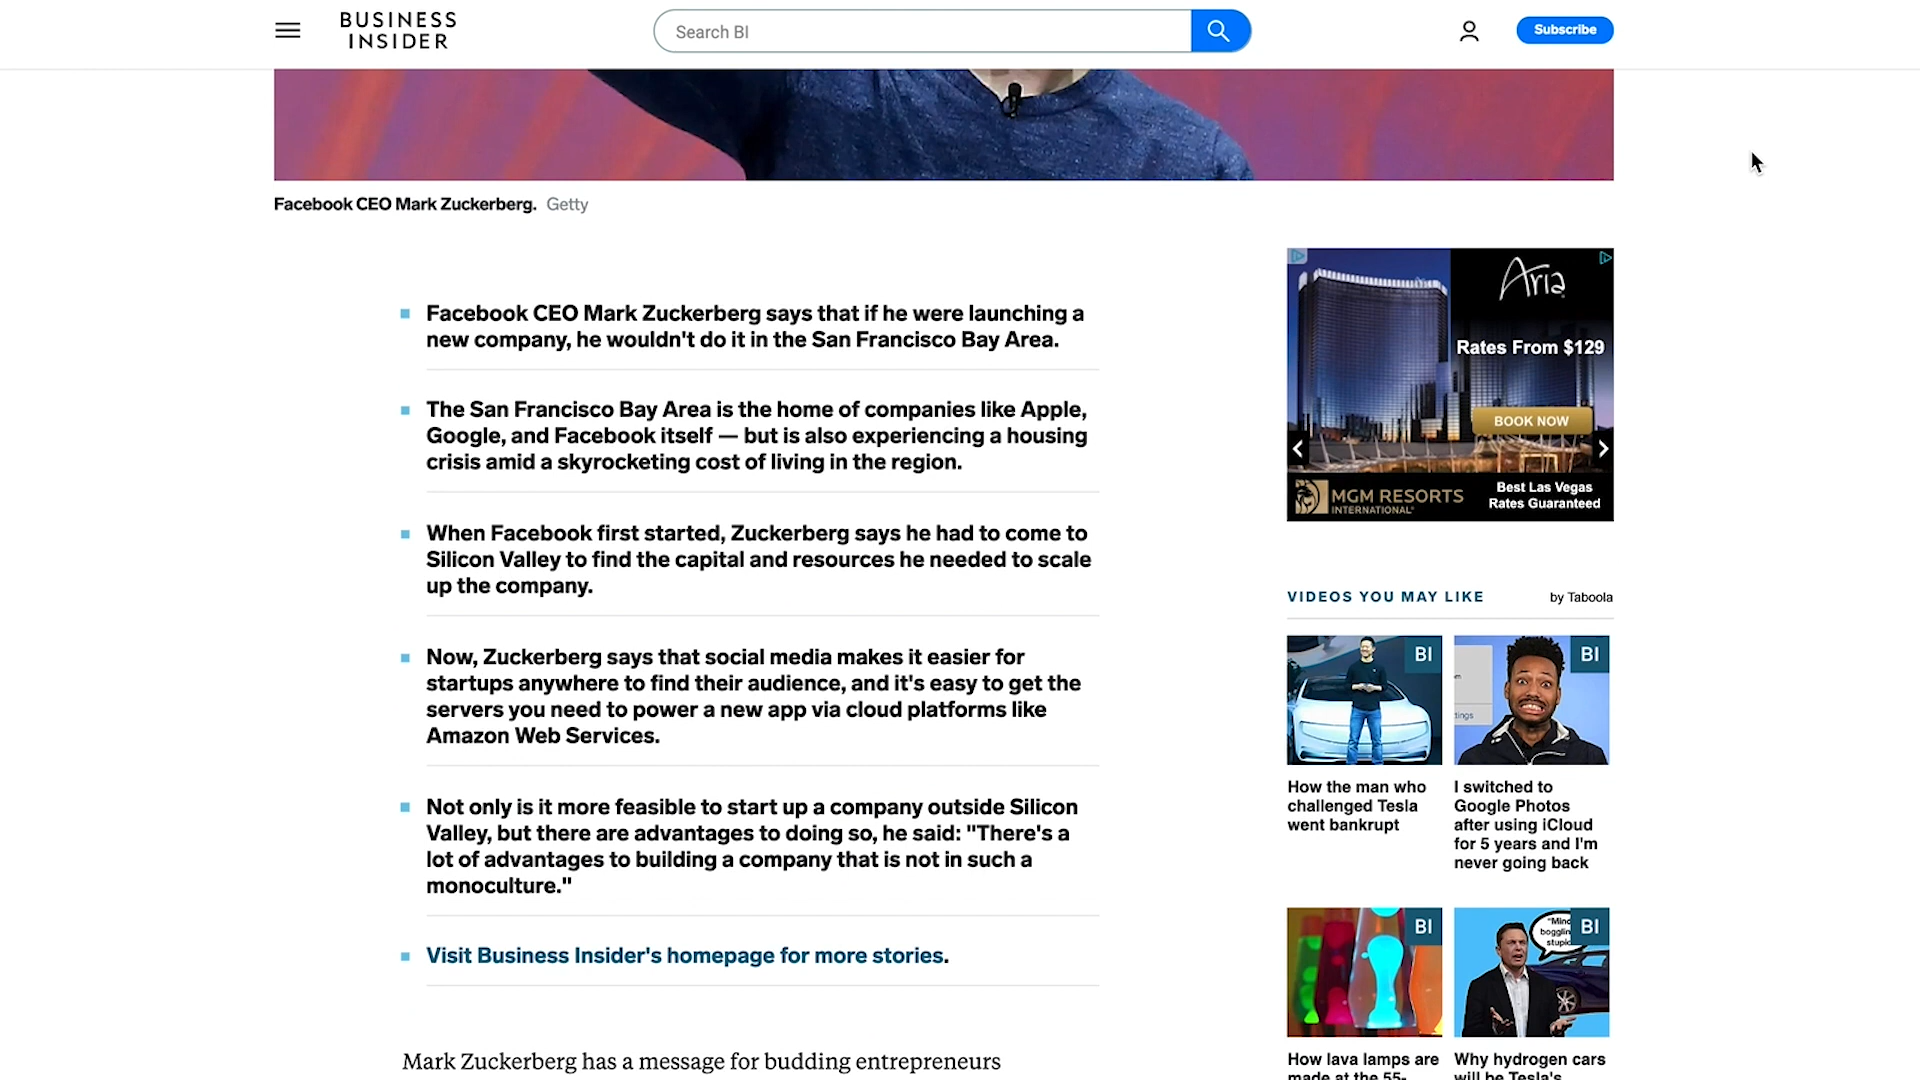 BUSINESS
INSIDER
Search BI
Subscribe
Facebook CEO Mark Zuckerberg. Getty
Facebook CEO Mark Zuckerberg says that if he were launching a
new company, he wouldn't do it in the San Francisco Bay Area.
The San Francisco Bay Area is the home of companies like Apple,
Google, and Facebook itself — but is also experiencing a housing
crisis amid a skyrocketing cost of living in the region.
When Facebook first started, Zuckerberg says he had to come to
Silicon Valley to find the capital and resources he needed to scale
up the company.
Now, Zuckerberg says that social media makes it easier for
startups anywhere to find their audience, and it's easy to get the
servers you need to power a new app via cloud platforms like
Amazon Web Services.
Not only is it more feasible to start up a company outside Silicon
Valley, but there are advantages to doing so, he said: "There's a
lot of advantages to building a company that is not in such a
monoculture."
Visit Business Insider's homepage for more stories.
Mark Zuckerberg has a message for budding entrepreneurs
Aria
Rates From $129
BOOK NOW
MGM RESORTS
INTERNATIONAL
Best Las Vegas
Rates Guaranteed
VIDEOS YOU MAY LIKE
by Taboola
BI
How the man who
challenged Tesla
went bankrupt
BI
tings
I switched to
Google Photos
after using iCloud
for 5 years and I'm
never going back
BI
How lava lamps are
made at the 55-
"Mind
boggling
stupid
BI
Why hydrogen cars
will be Tesla's